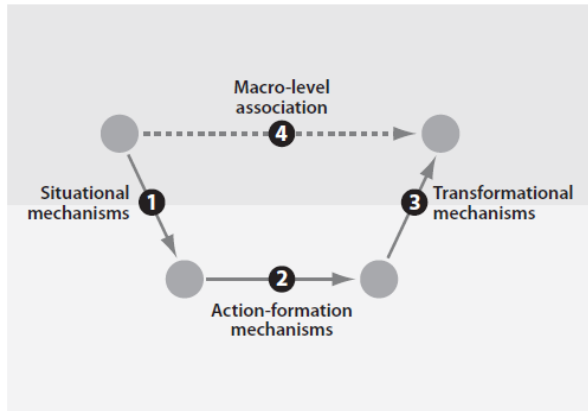 Macro-level
association
4
Situational
mechanisms
1
3
Transformational
mechanisms
2
Action-formation
mechanisms